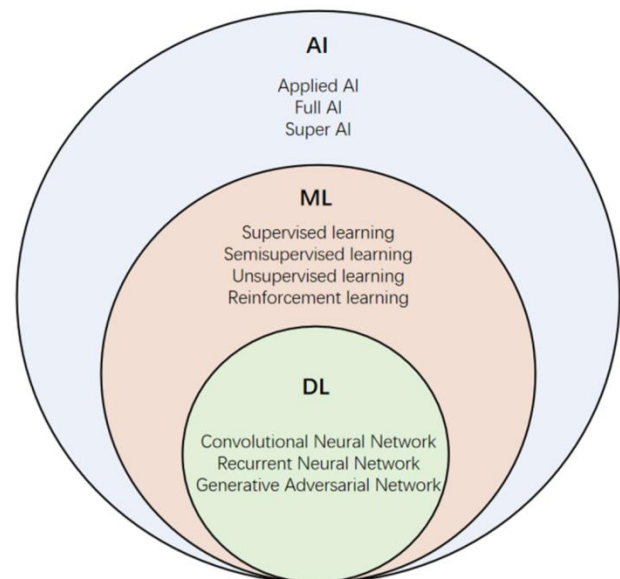 AI
Applied AI
Full AI
Super AI
ML
Supervised learning
Semisupervised learning
Unsupervised learning
Reinforcement learning
DL
Convolutional Neural Network
Recurrent Neural Network
Generative Adversarial Network